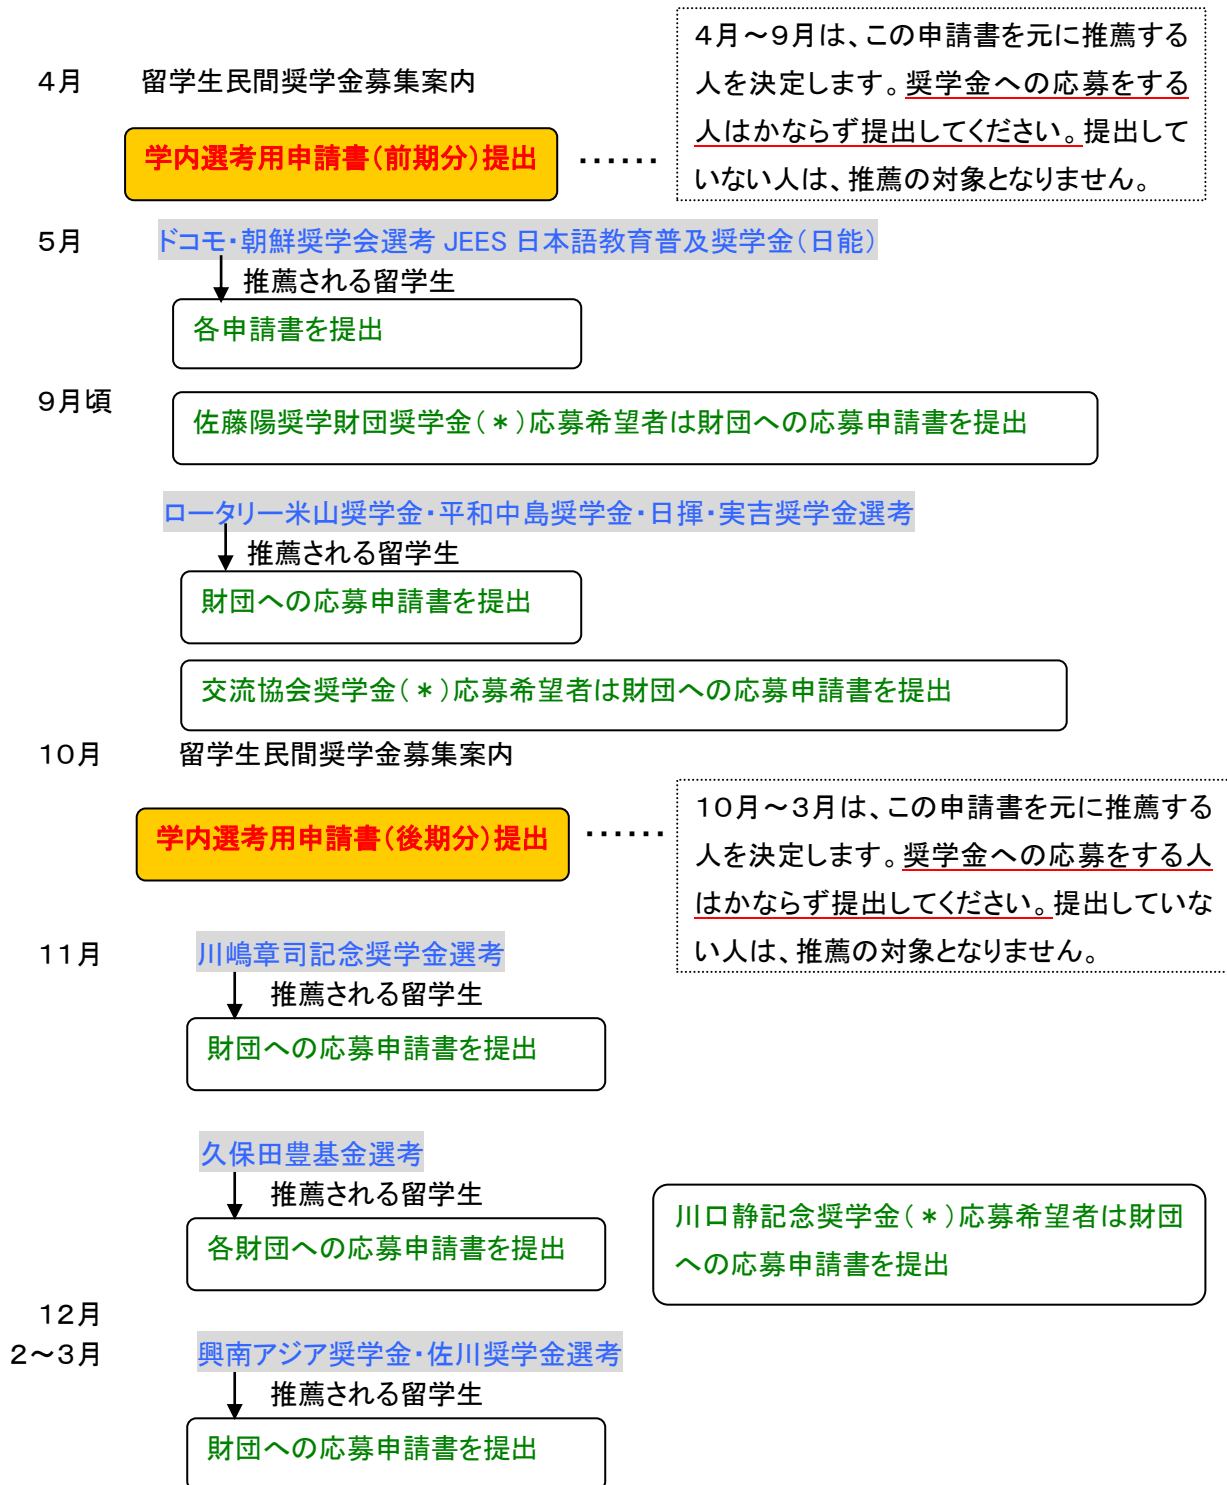 4月 留学生民間奨学金募集案内
学内選考用申請書(前期分)提出 ・・・・・・
4月~9月は、この申請書を元に推薦する
人を決定します。奨学金への応募をする
人はかならず提出してください。提出して
いない人は、推薦の対象となりません。
5月 ドコモ・朝鮮奨学会選考 JEES 日本語教育普及奨学金(日能)
推薦される留学生
各申請書を提出
9月頃
佐藤陽奨学財団奨学金(*)応募希望者は財団への応募申請書を提出
ロータリー米山奨学金・平和中島奨学金・日揮・実吉奨学金選考
推薦される留学生
財団への応募申請書を提出
交流協会奨学金(*)応募希望者は財団への応募申請書を提出
10月 留学生民間奨学金募集案内
学内選考用申請書(後期分)提出 ・・・・・・
10月~3月は、この申請書を元に推薦する
人を決定します。奨学金への応募をする人
はかならず提出してください。提出していな
い人は、推薦の対象となりません。
11月 川嶋章司記念奨学金選考
推薦される留学生
財団への応募申請書を提出
久保田豊基金選考
推薦される留学生
各財団への応募申請書を提出
川口静記念奨学金(*)応募希望者は財団
への応募申請書を提出
12月
2~3月 興南アジア奨学金・佐川奨学金選考
推薦される留学生
財団への応募申請書を提出